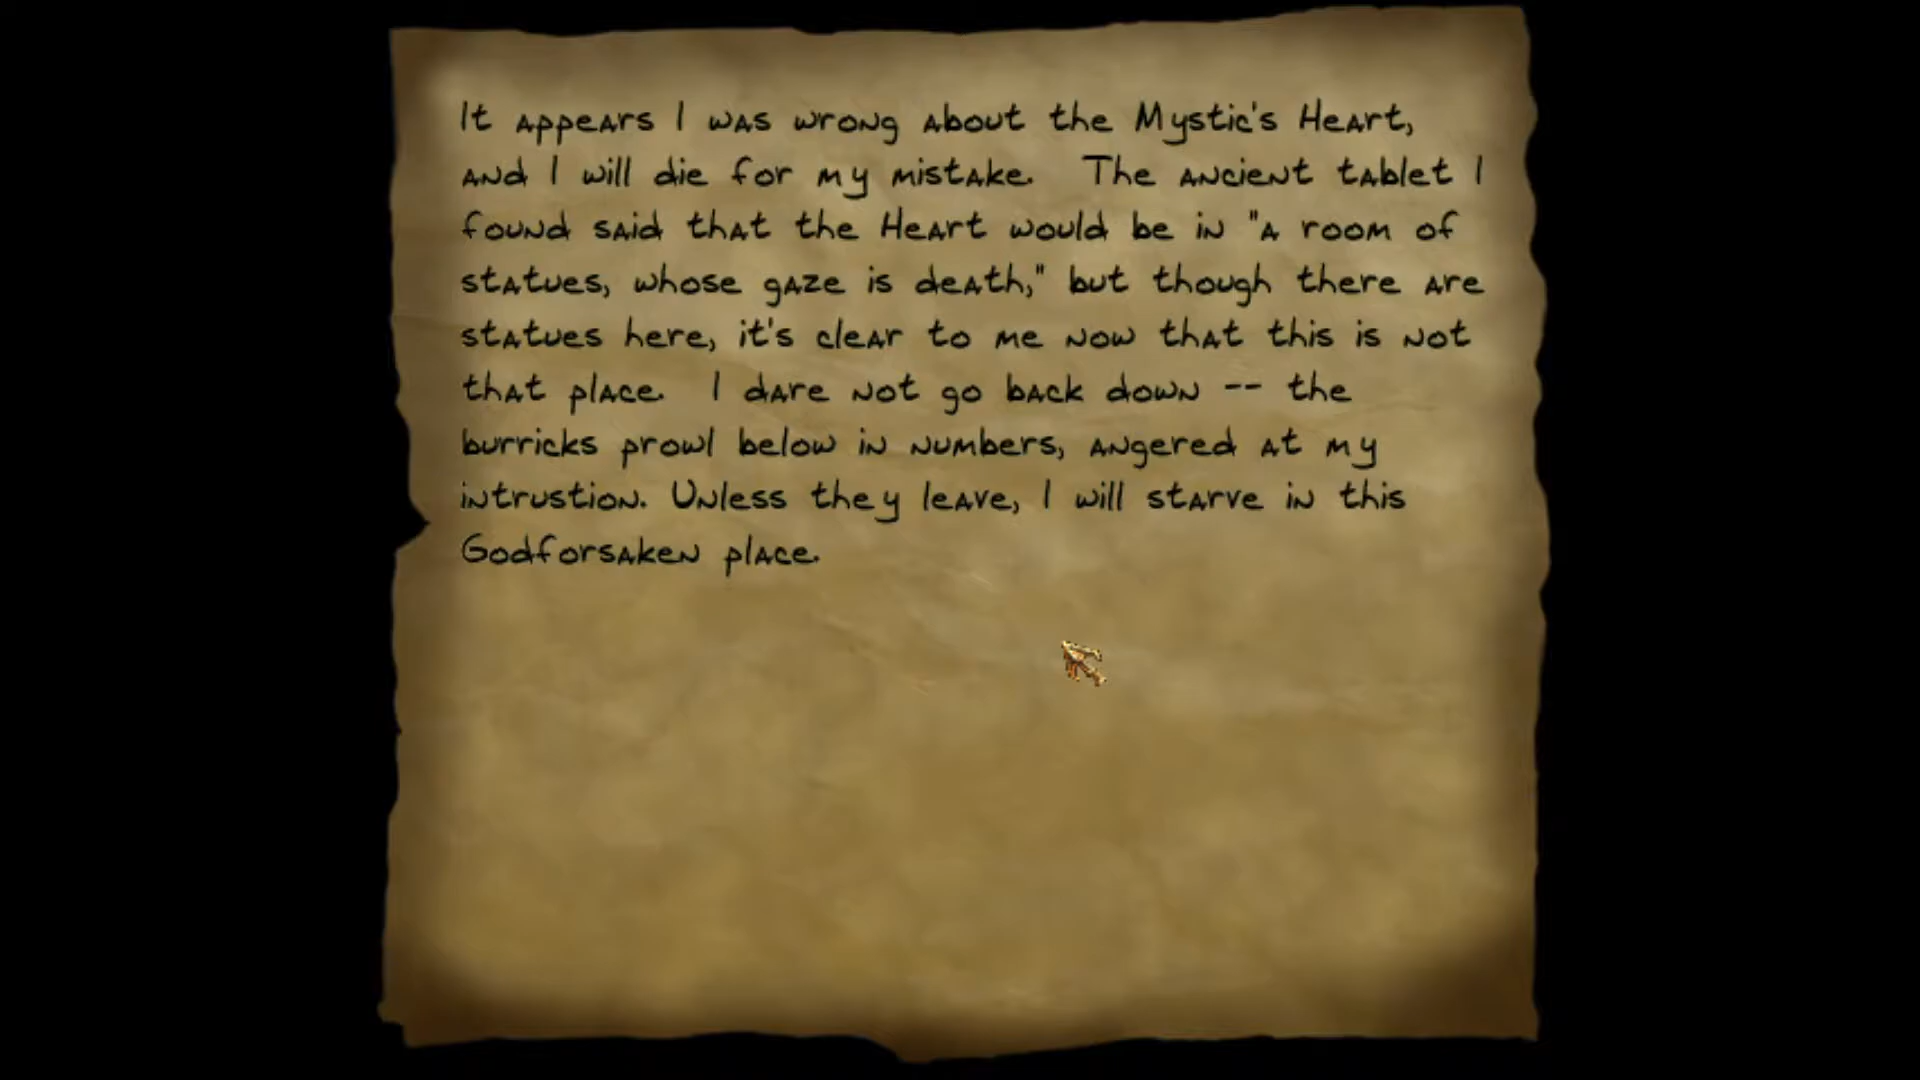 It appears I was wrong about the Mystic's Heart,
and I will die for my mistake.  The ancient tablet I
found said that the Heart would be in "a room of
statues, whose gaze is death," but though there are
statues here, it's clear to me now that this is not
that place.  I dare not go back down -- the
burricks prowl below in numbers, angered at my
intrustion. Unless they leave, I will starve in this
Godforsaken place.